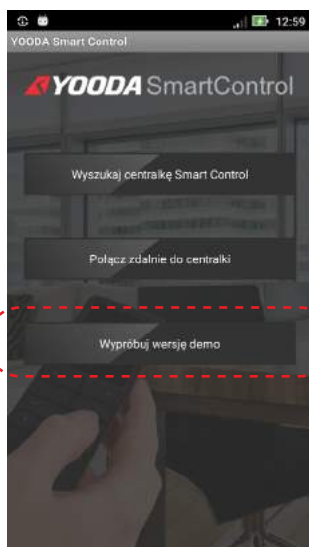 12:59
YOODA Smart Control
YOODA SmartControl
Wyszukaj centralkę Smart Control
Połącz zdalnie do centralki
Wypróbuj wersję demo